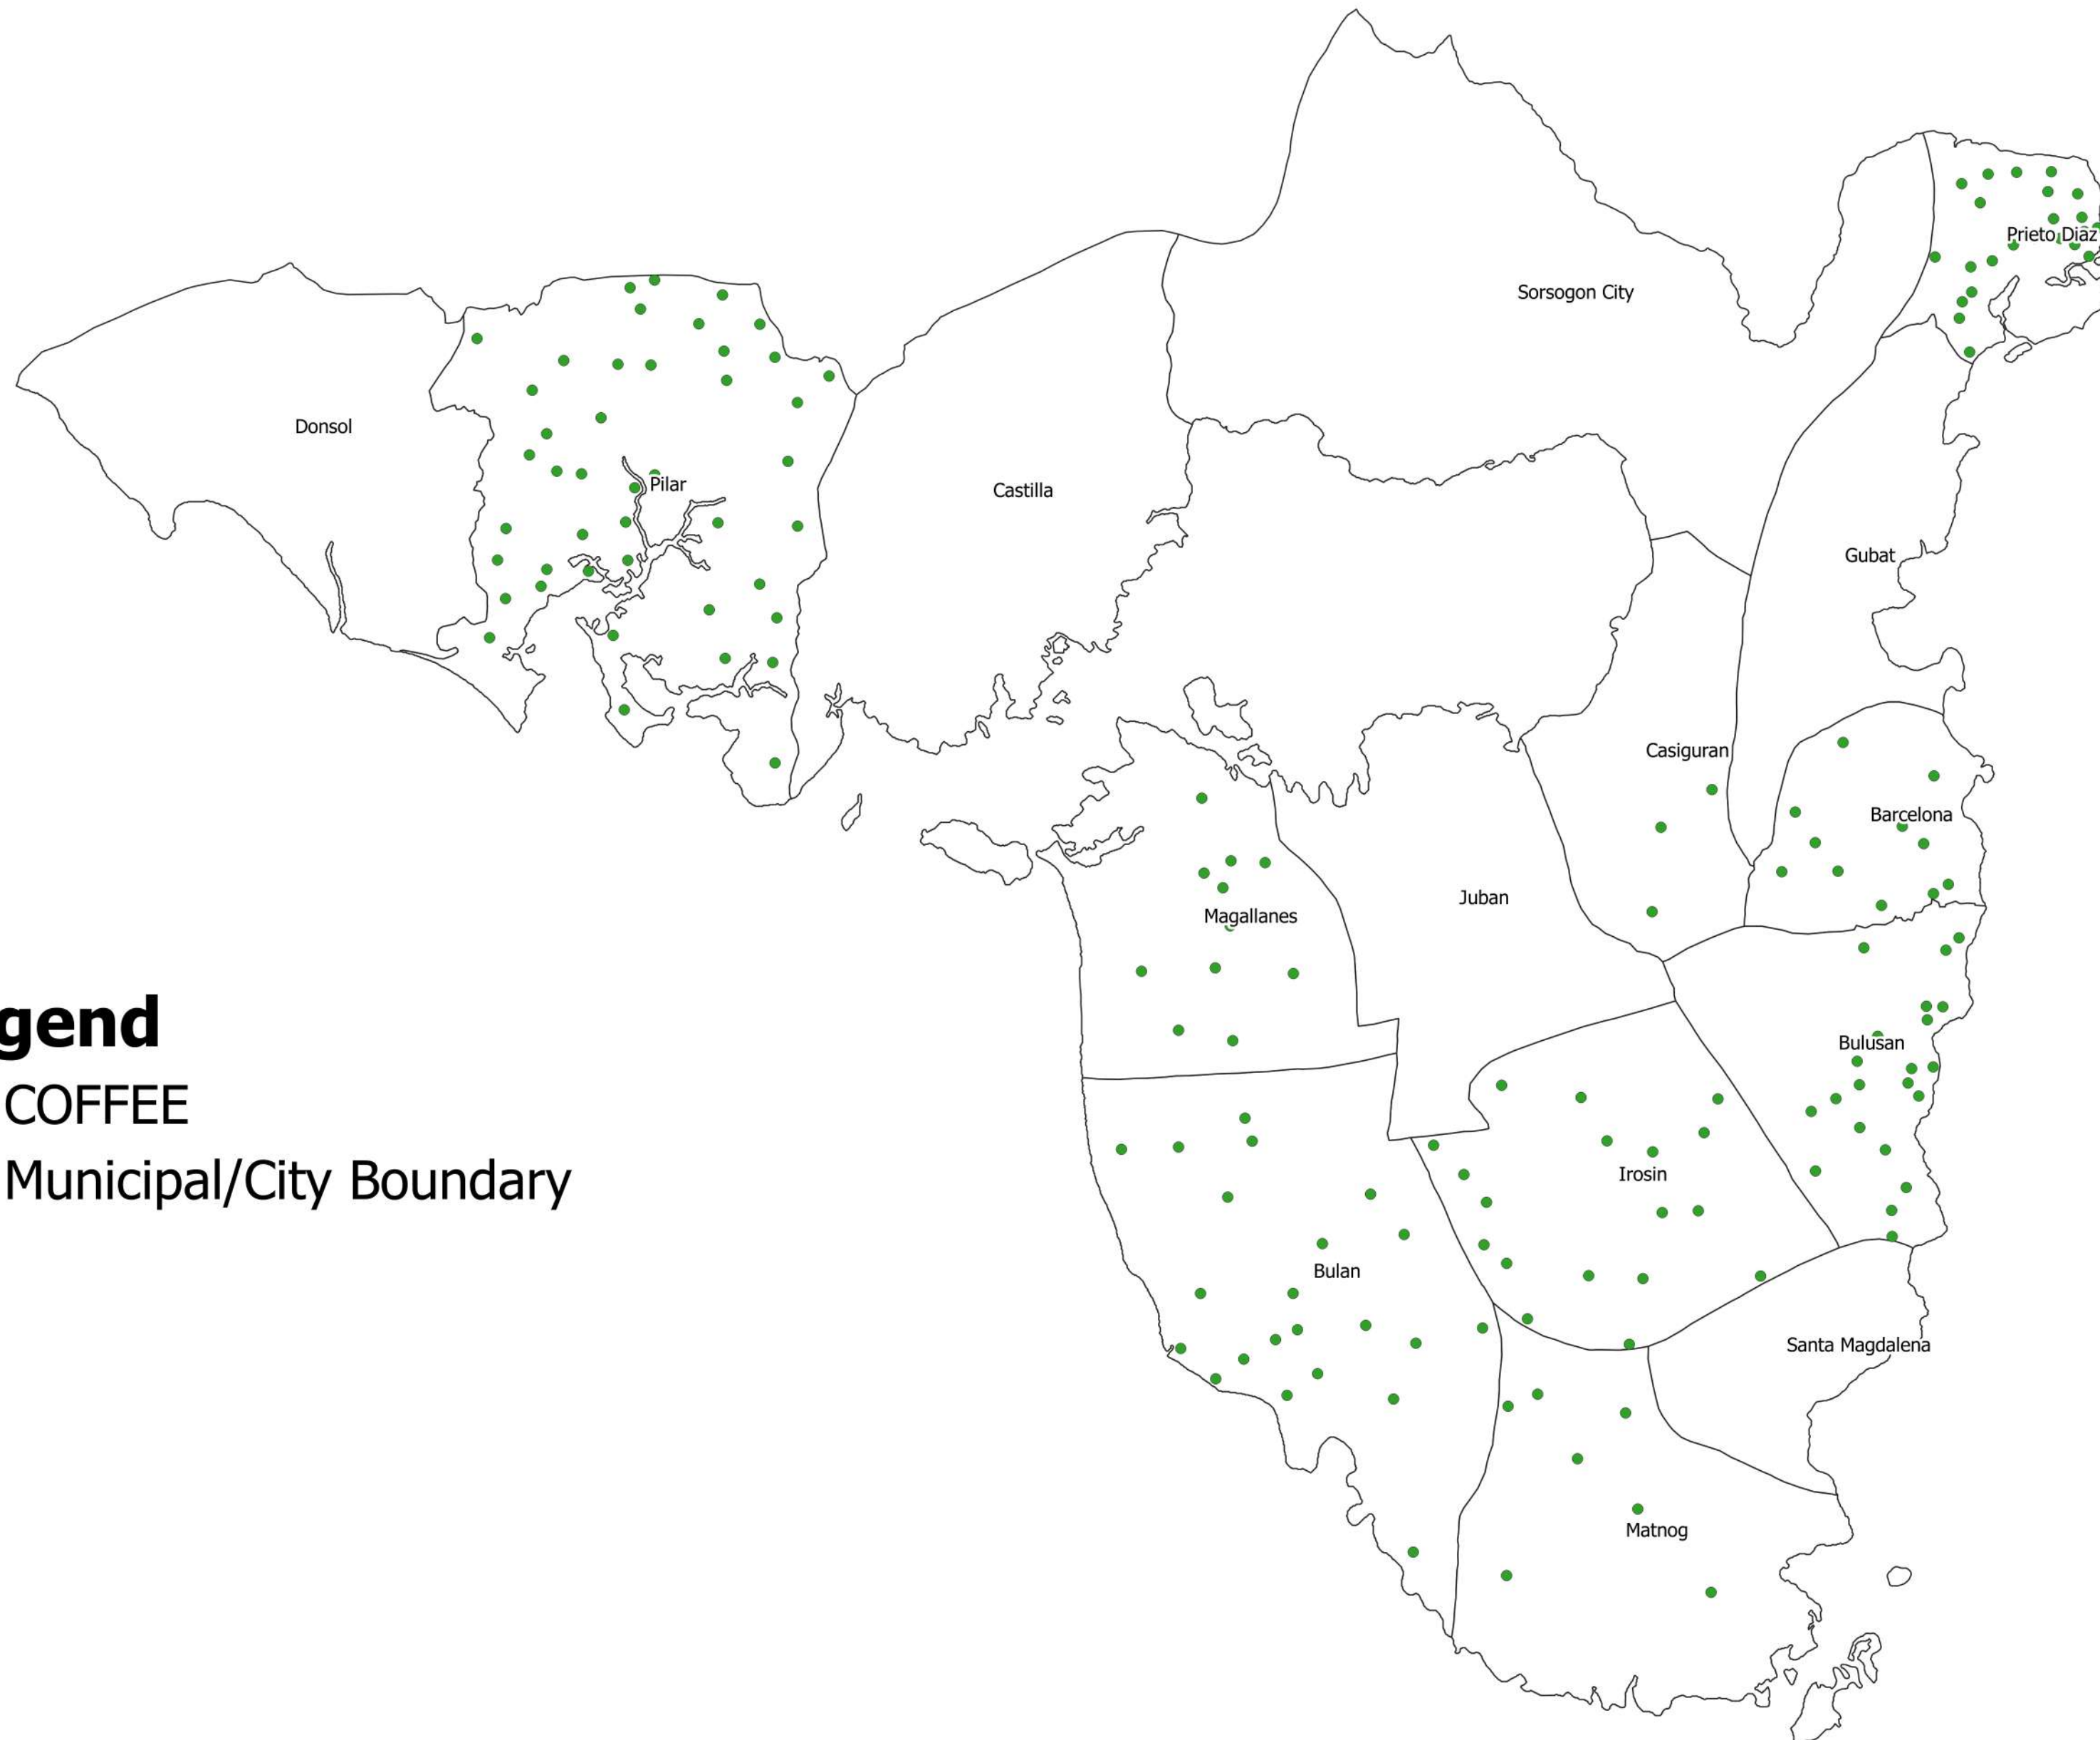 Sorsogon City
Prieto Diaz
Donsol
Pilar
Castilla
Gubat
Casiguran
Barcelona
Juban
Magallanes
gend
COFFEE
Municipal/City Boundary
Bulusan
Irosin
Bulan
Santa Magdalena
Matnog